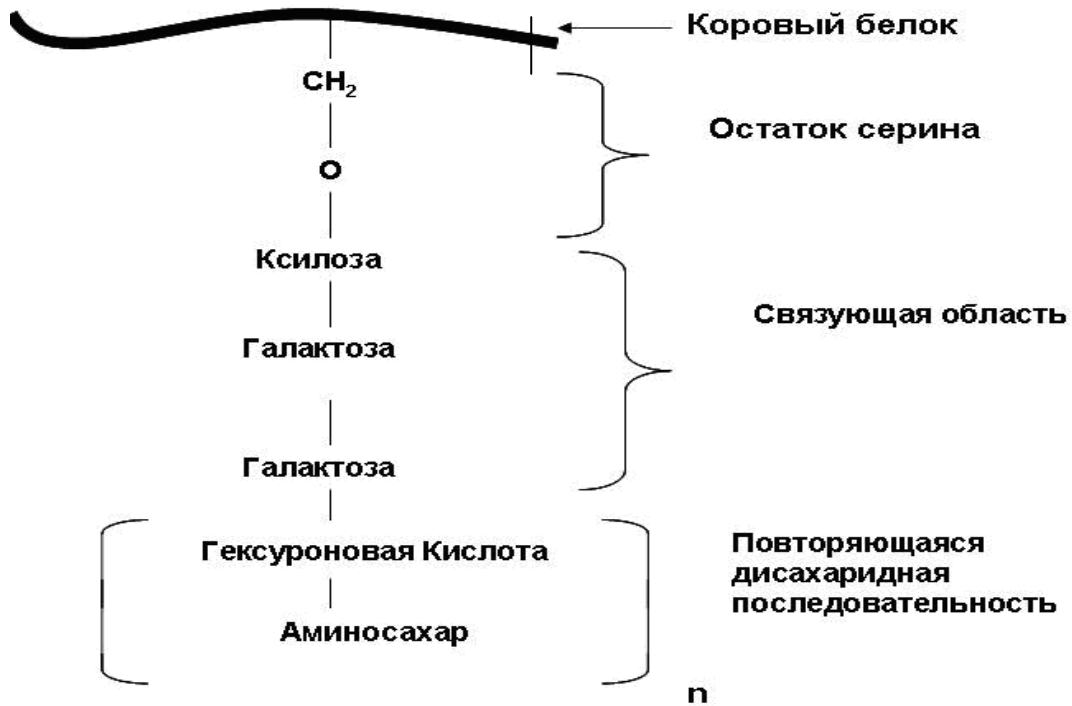 Коровый белок
CH₂
Остаток серина
О
Ксилоза
Связующая область
Галактоза
Галактоза
Гексуроновая Кислота
Повторяющаяся
дисахаридная
последовательность
Аминосахар
n